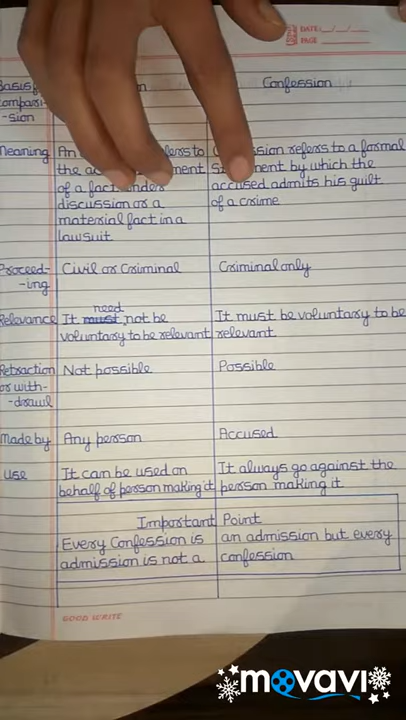 DATE: __/__/__
PAGE
Basis
Confession
compari
-sion
Meaning An refers to
the ment
of a fact under
discussion or a
material fact in a
lawsuit.
refers to a formal
by which the
accused admits his guilt
of a crime
Proceed-
-ing
Civil or Criminal
Criminal only
Relevance It must need not be
voluntary to be relevant
It must be voluntary to be
relevant
Retraction
or with-
-drawl
Not possible
Possible
Made by
Any person
Accused
Use
It can be used on
behalf of person making it
It always go against the
person making it
Important Point
Every Confession is an admission but every
admission is not a confession
GOOD WRITE
movavi